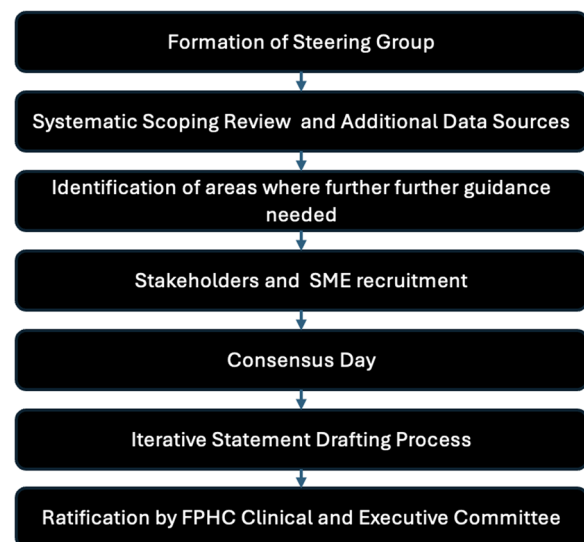 Formation of Steering Group
Systematic Scoping Review and Additional Data Sources
Identification of areas where further further guidance
needed
Stakeholders and SME recruitment
Consensus Day
Iterative Statement Drafting Process
Ratification by FPHC Clinical and Executive Committee